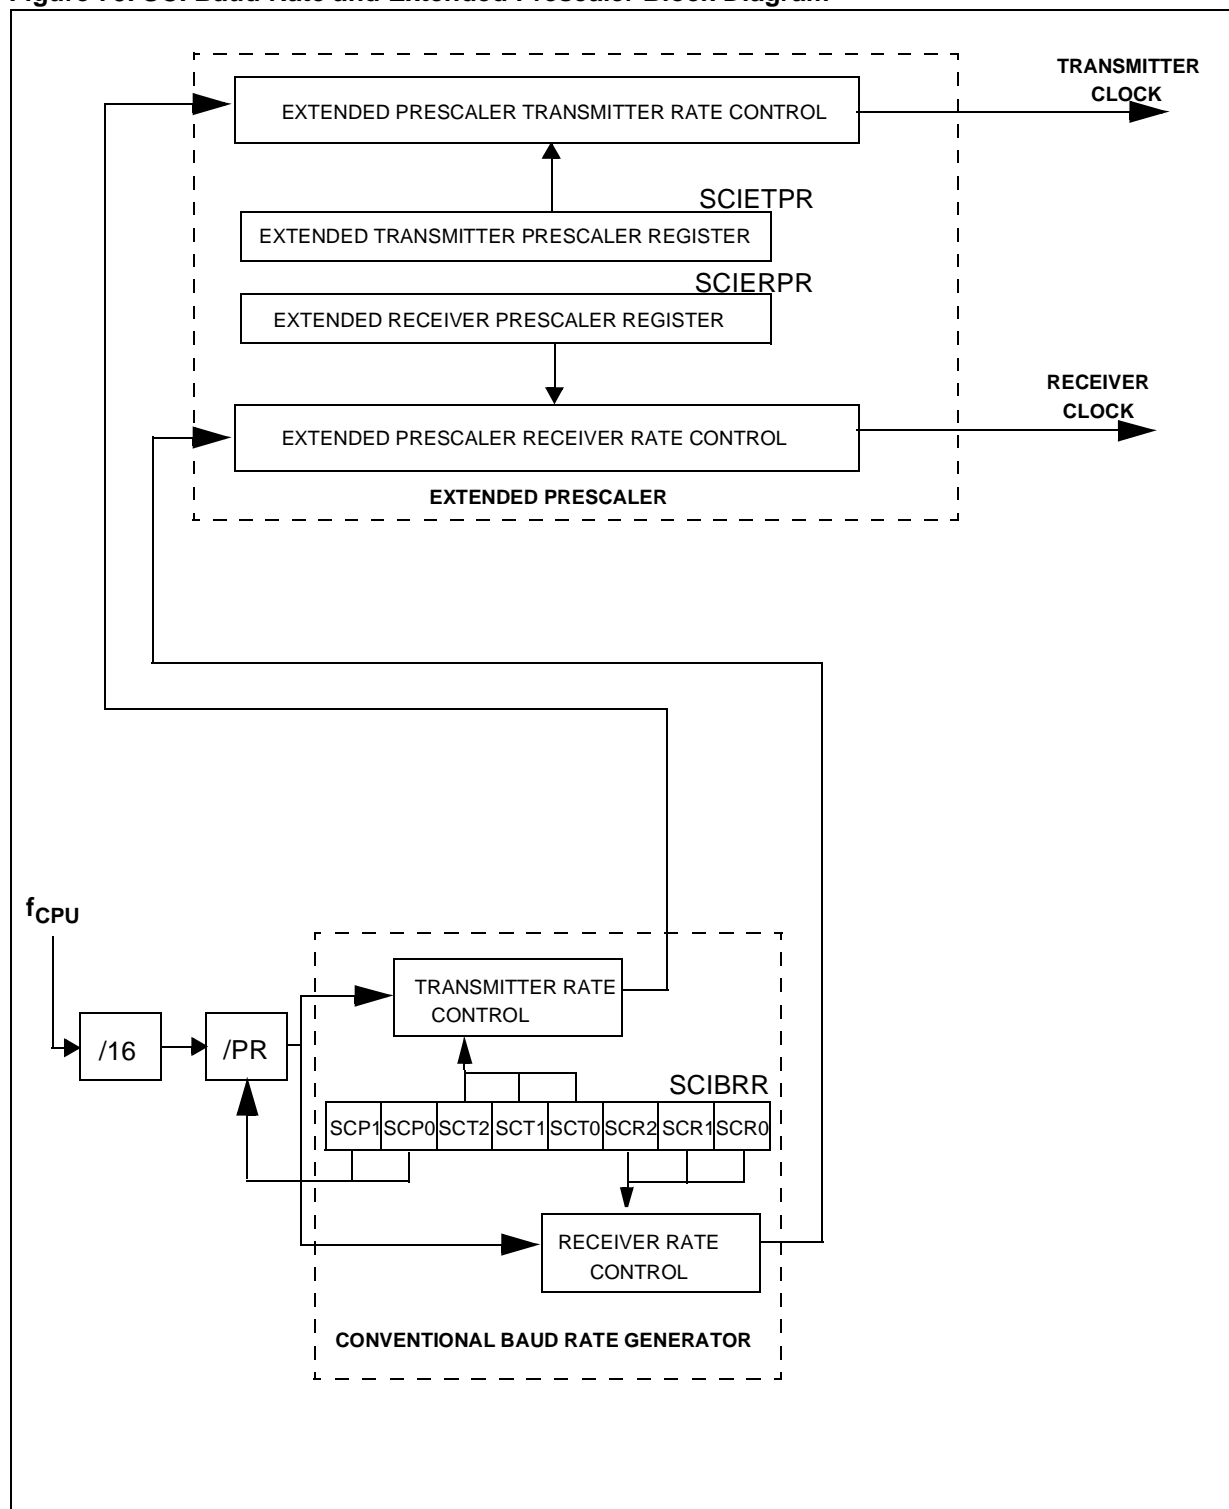 TRANSMITTER
CLOCK
EXTENDED PRESCALER TRANSMITTER RATE CONTROL
SCIETPR
EXTENDED TRANSMITTER PRESCALER REGISTER
SCIERPR
EXTENDED RECEIVER PRESCALER REGISTER
RECEIVER
CLOCK
EXTENDED PRESCALER RECEIVER RATE CONTROL
EXTENDED PRESCALER
fCPU
TRANSMITTER RATE
CONTROL
/16
/PR
SCIBRR
SCP1 SCP0 SCT2 SCT1 SCT0 SCR2 SCR1 SCR0
RECEIVER RATE
CONTROL
CONVENTIONAL BAUD RATE GENERATOR